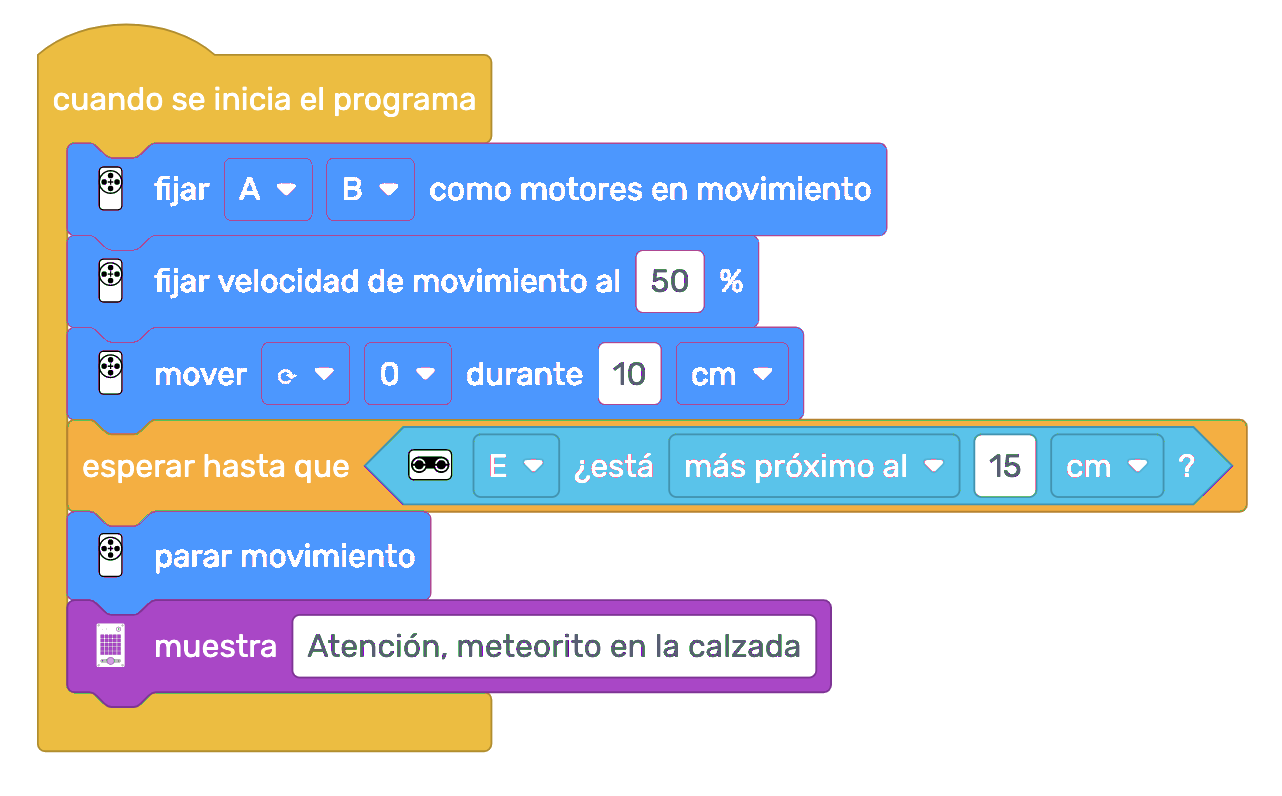 cuando se inicia el programa
fijar A B como motores en movimiento
fijar velocidad de movimiento al 50 %
mover 0 durante 10 cm
esperar hasta que E ¿está más próximo al 15 cm ?
parar movimiento
muestra Atención, meteorito en la calzada